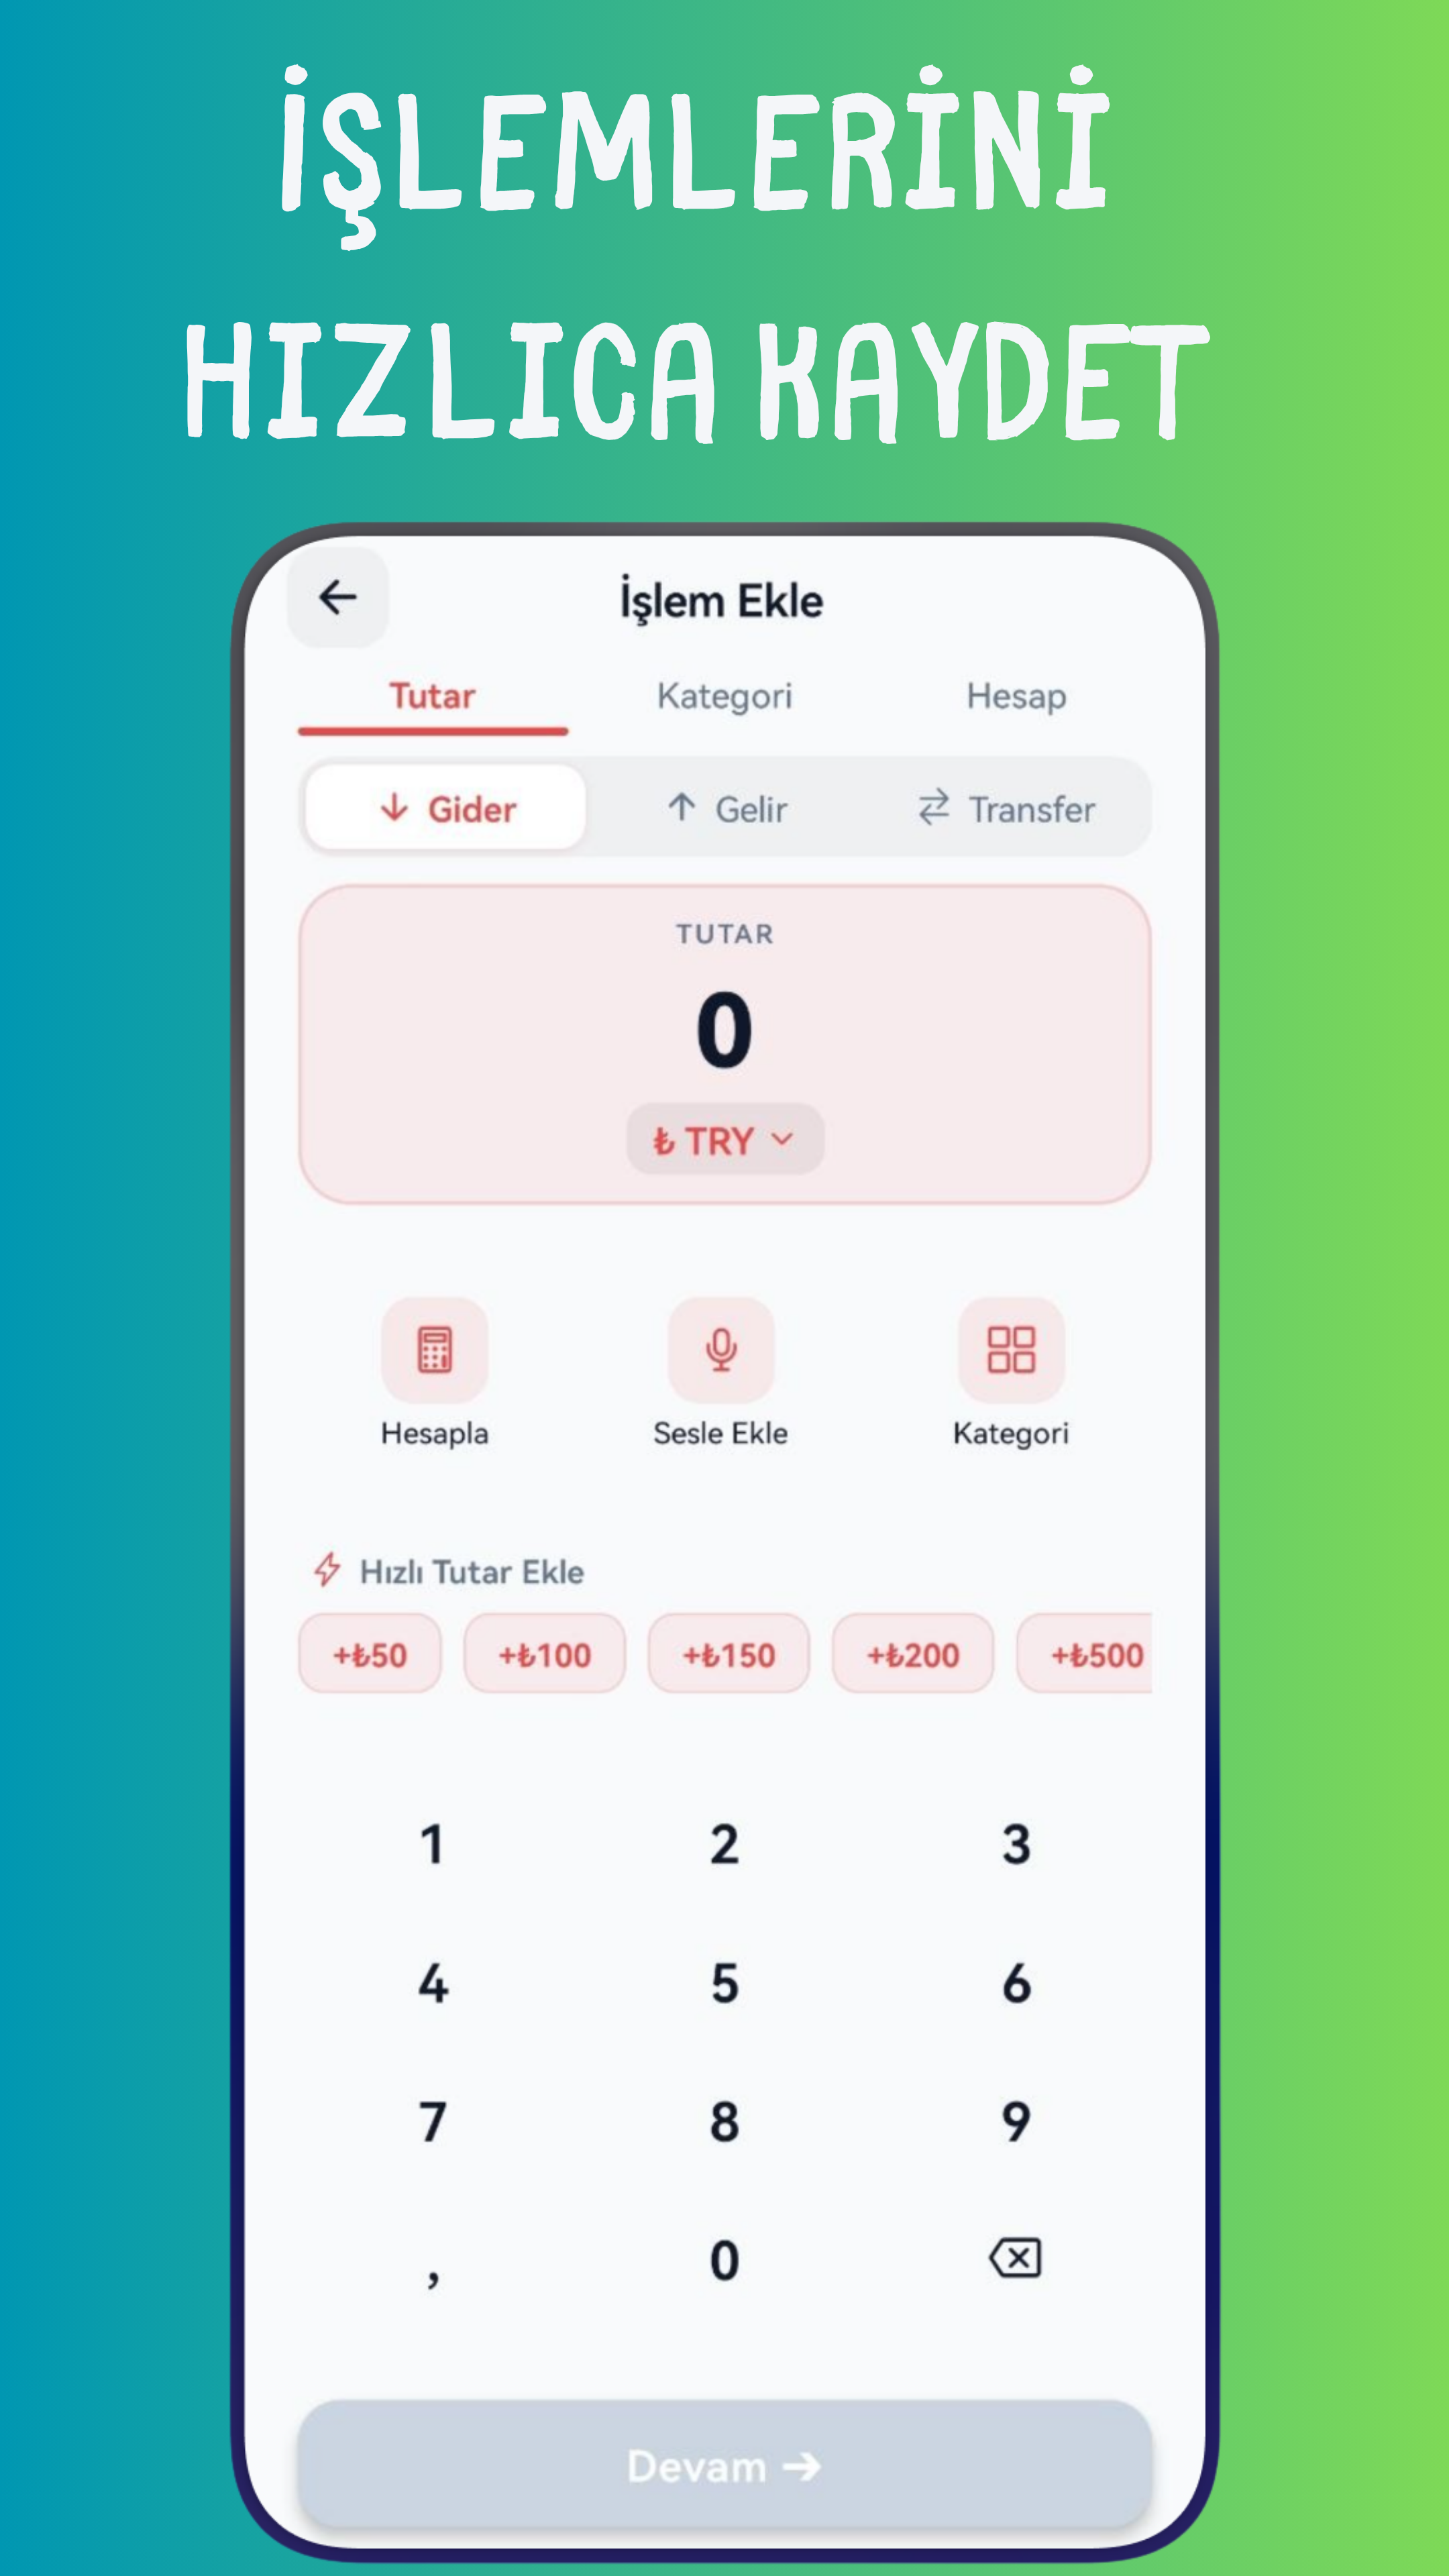 İŞLEMLERİNİ
HIZLICA KAYDET
İşlem Ekle
Tutar Kategori Hesap
Gider Gelir Transfer
TUTAR
0
₺ TRY
Hesapla Sesle Ekle Kategori
Hızlı Tutar Ekle
+₺50 +₺100 +₺150 +₺200 +₺500
1 2 3
4 5 6
7 8 9
, 0
Devam →